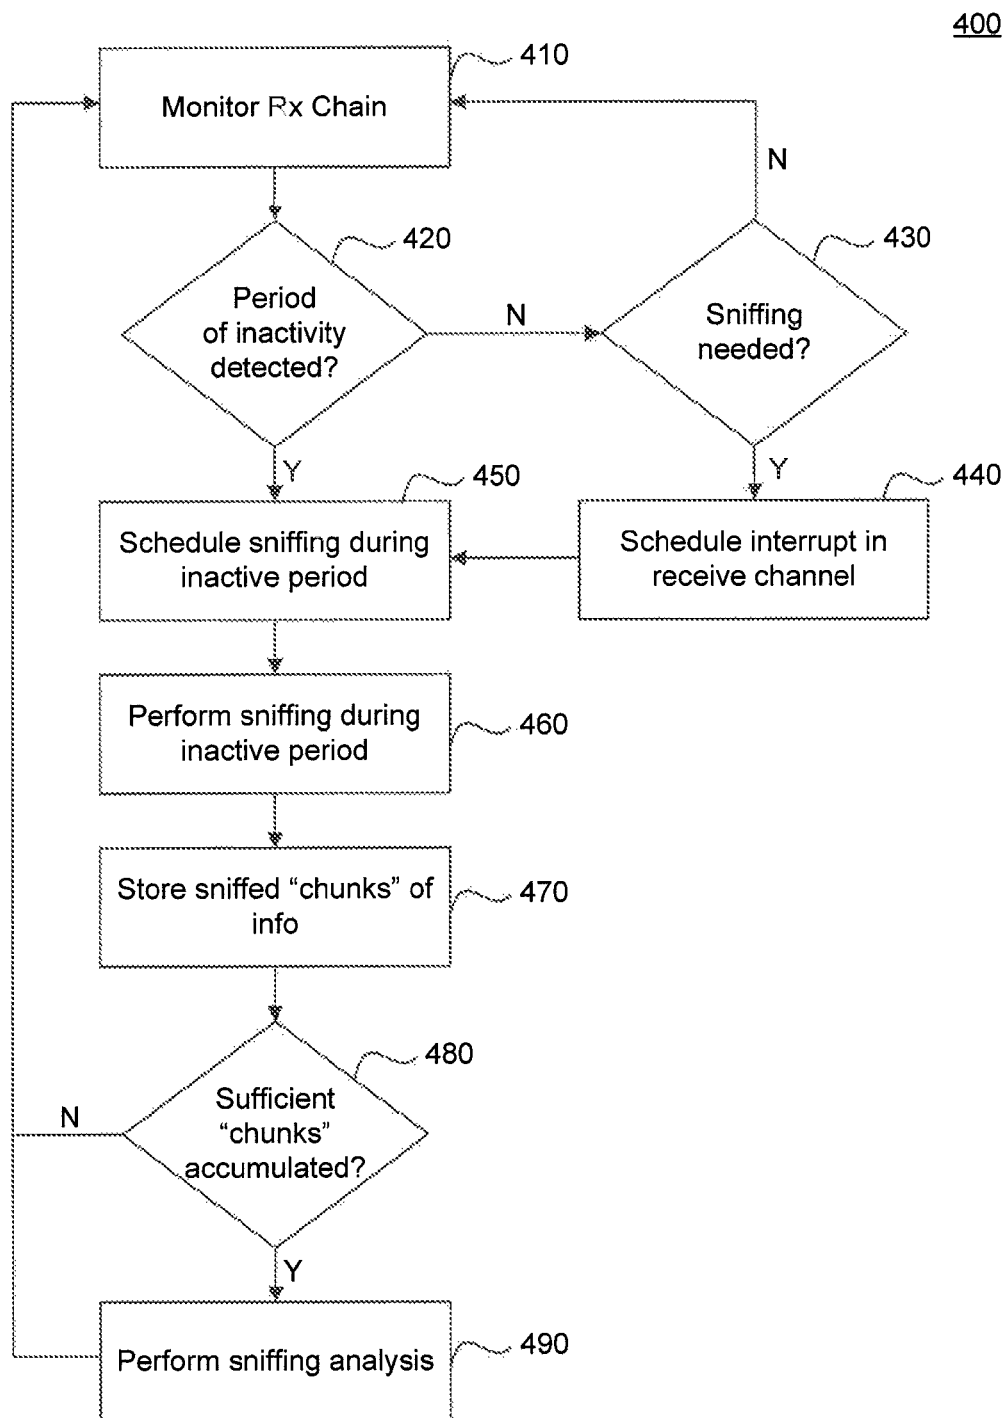 400
410
Monitor Rx Chain
N
420
430
Period
of inactivity
detected?
N
Sniffing
needed?
Y
450
Y
440
Schedule sniffing during
inactive period
Schedule interrupt in
receive channel
Perform sniffing during
inactive period
460
Store sniffed “chunks” of
info
470
480
Sufficient
“chunks”
accumulated?
N
Y
Perform sniffing analysis
490